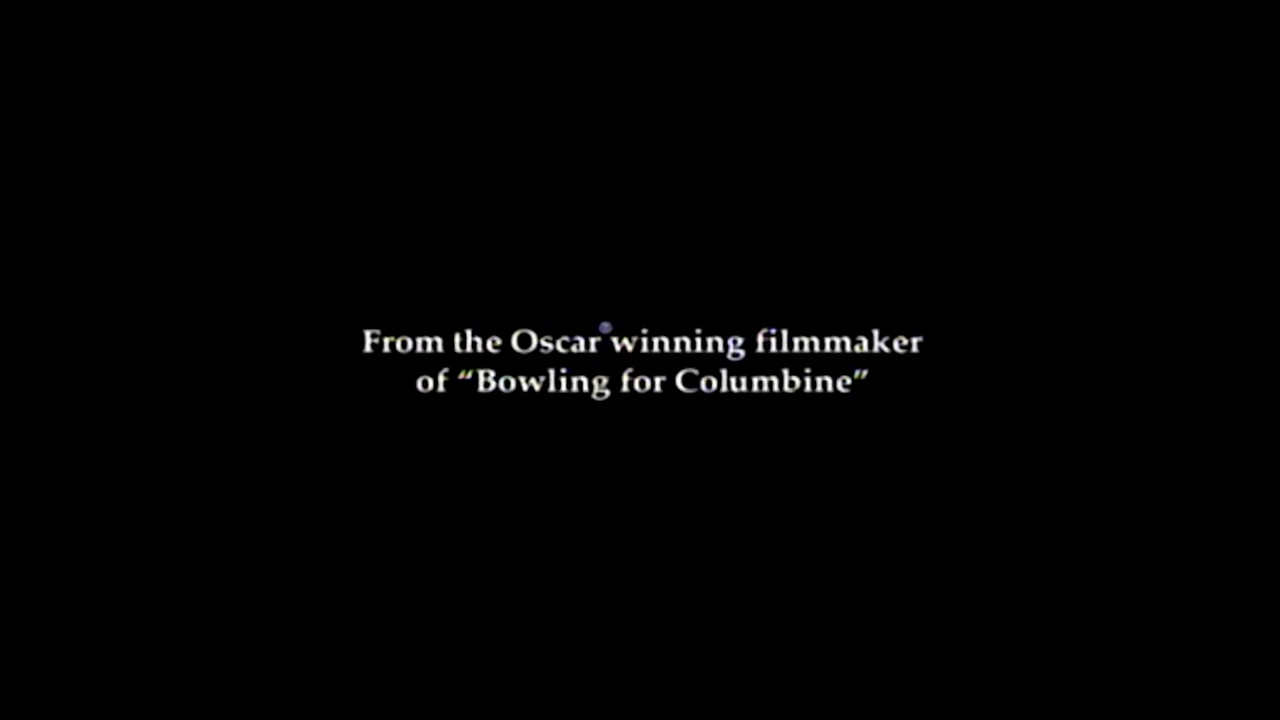 From the Oscar® winning filmmaker
of “Bowling for Columbine”